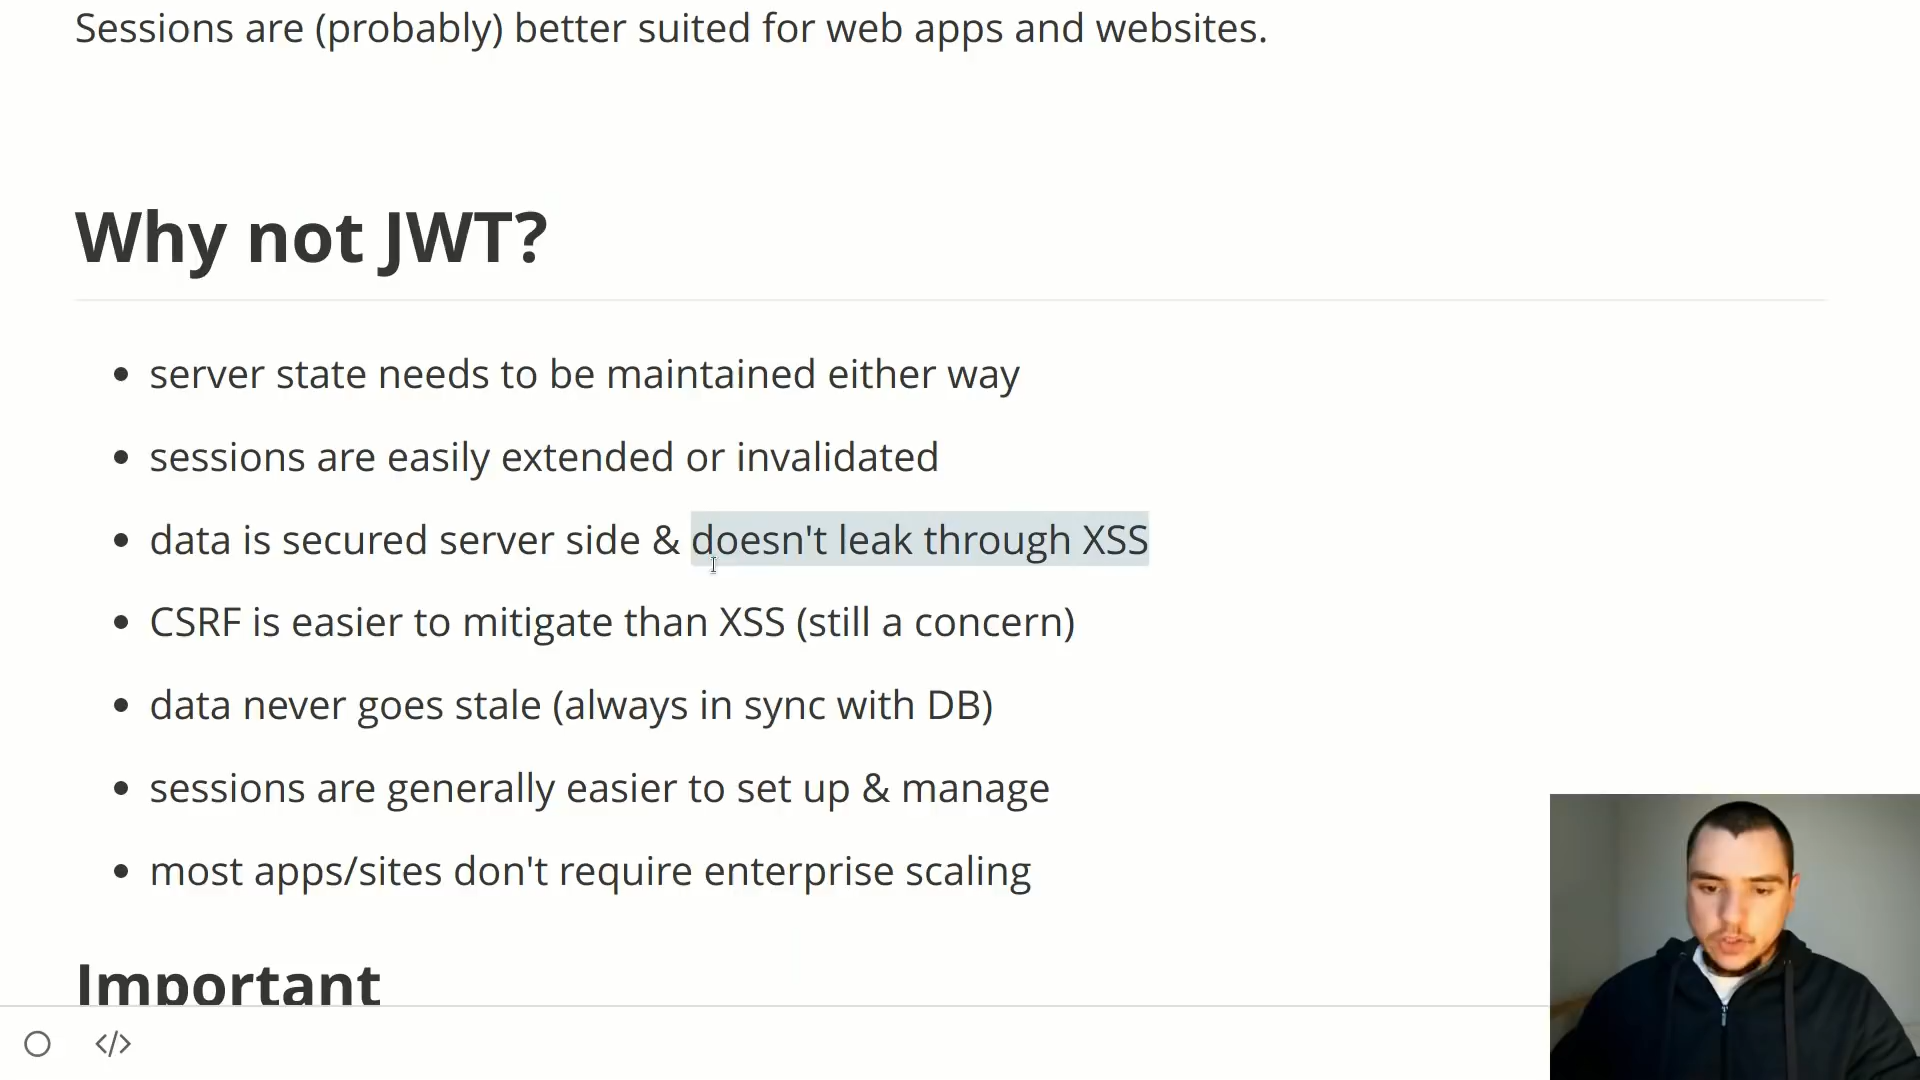 Sessions are (probably) better suited for web apps and websites.
Why not JWT?
server state needs to be maintained either way
sessions are easily extended or invalidated
data is secured server side & doesn't leak through XSS
CSRF is easier to mitigate than XSS (still a concern)
data never goes stale (always in sync with DB)
sessions are generally easier to set up & manage
most apps/sites don't require enterprise scaling
Important